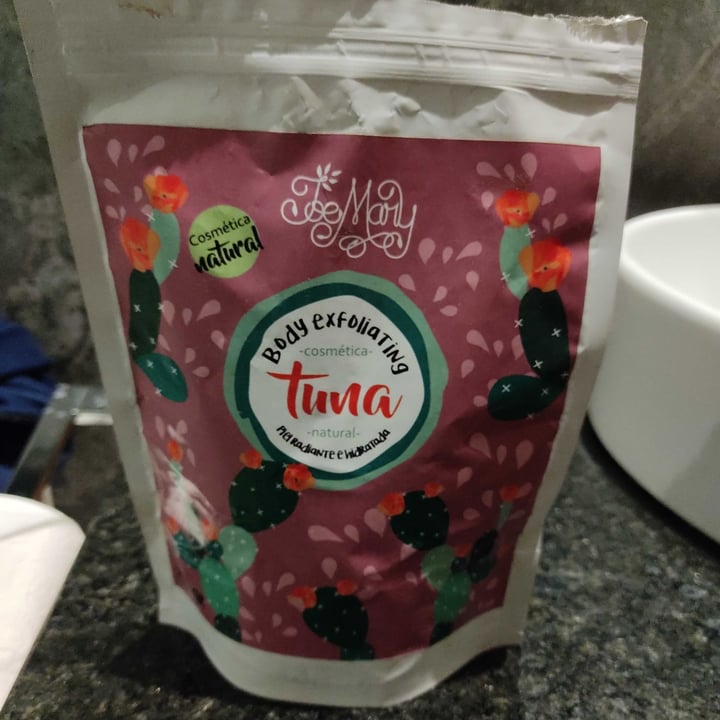 JoeMary
Cosmética
natural
Body exfoliating
-cosmética-
tuna
-natural-
Piel Radiante e hidratada